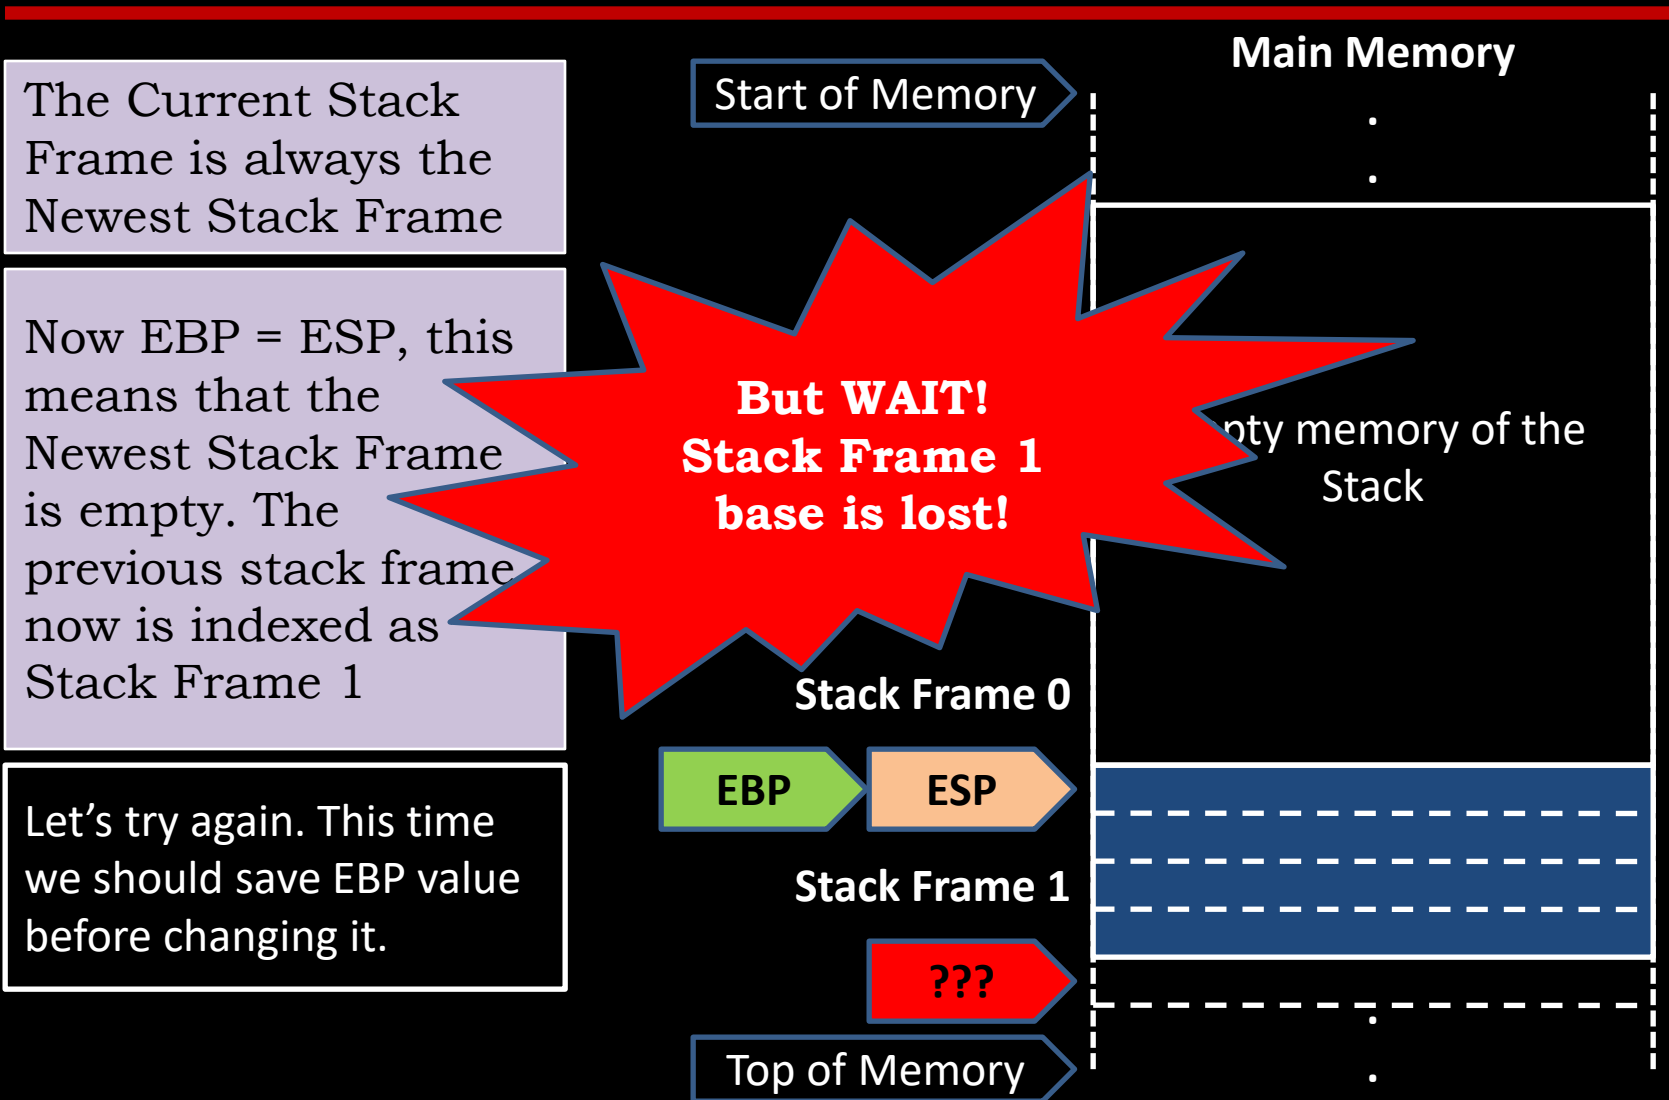 The Current Stack
Frame is always the
Newest Stack Frame
Now EBP = ESP, this
means that the
Newest Stack Frame
is empty. The
previous stack frame
now is indexed as
Stack Frame 1
Let's try again. This time
we should save EBP value
before changing it.
Start of Memory
But WAIT!
Stack Frame 1
base is lost!
Stack Frame 0
EBP
ESP
Stack Frame 1
???
Top of Memory
Main Memory
.
.
pty memory of the
Stack
.
.